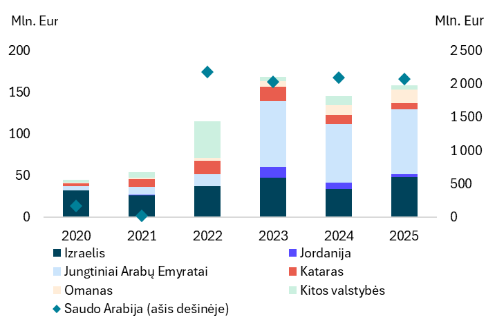 Mln. Eur Mln. Eur
200 2 500
150 2 000
100 1 500
50 1 000
0 500
0
2020 2021 2022 2023 2024 2025
Izraelis Jordanija
Jungtiniai Arabų Emyratai Kataras
Omanas Kitos valstybės
Saudo Arabija (ašis dešinėje)